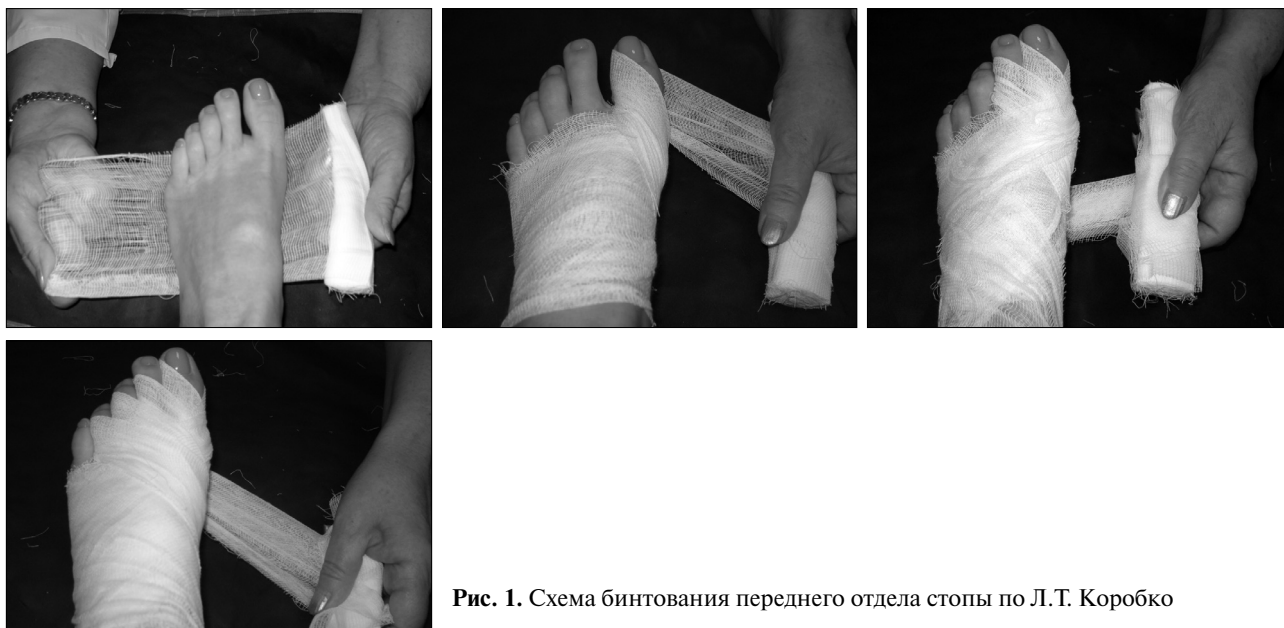 Рис. 1. Схема бинтования переднего отдела стопы по Л.Т. Коробко